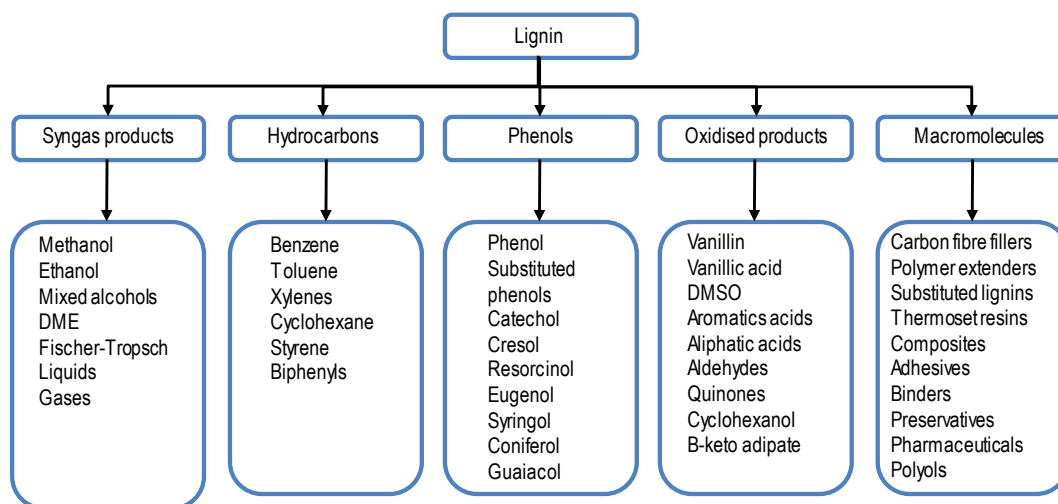 Lignin
Syngas products
Hydrocarbons
Phenols
Oxidised products
Macromolecules
Methanol
Ethanol
Mixed alcohols
DME
Fischer-Tropsch
Liquids
Gases
Benzene
Toluene
Xylenes
Cyclohexane
Styrene
Biphenyls
Phenol
Substituted
phenols
Catechol
Cresol
Resorcinol
Eugenol
Syringol
Coniferol
Guaiacol
Vanillin
Vanillic acid
DMSO
Aromatics acids
Aliphatic acids
Aldehydes
Quinones
Cyclohexanol
B-keto adipate
Carbon fibre fillers
Polymer extenders
Substituted lignins
Thermoset resins
Composites
Adhesives
Binders
Preservatives
Pharmaceuticals
Polyols